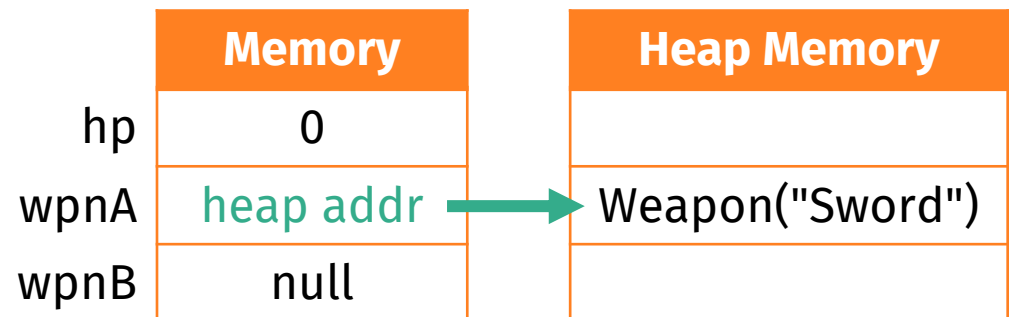 Memory Heap Memory
hp 0
wpnA heap addr Weapon("Sword")
wpnB null